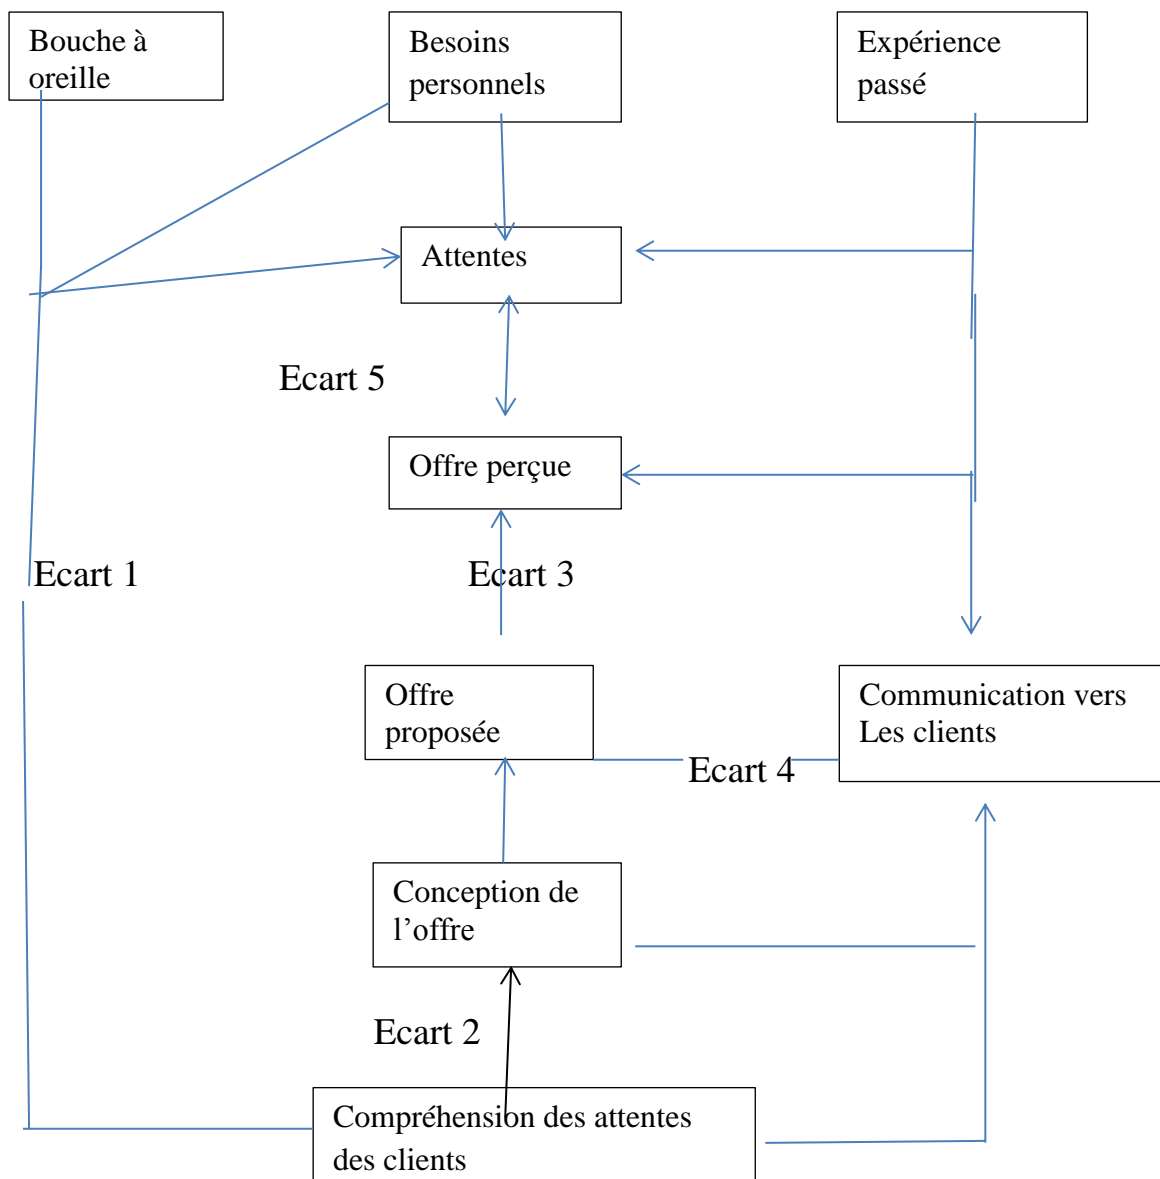 Bouche à
oreille
Besoins
personnels
Expérience
passé
Attentes
Ecart 5
Offre perçue
Ecart 1
Ecart 3
Offre
proposée
Communication vers
Les clients
Ecart 4
Conception de
l’offre
Ecart 2
Compréhension des attentes
des clients